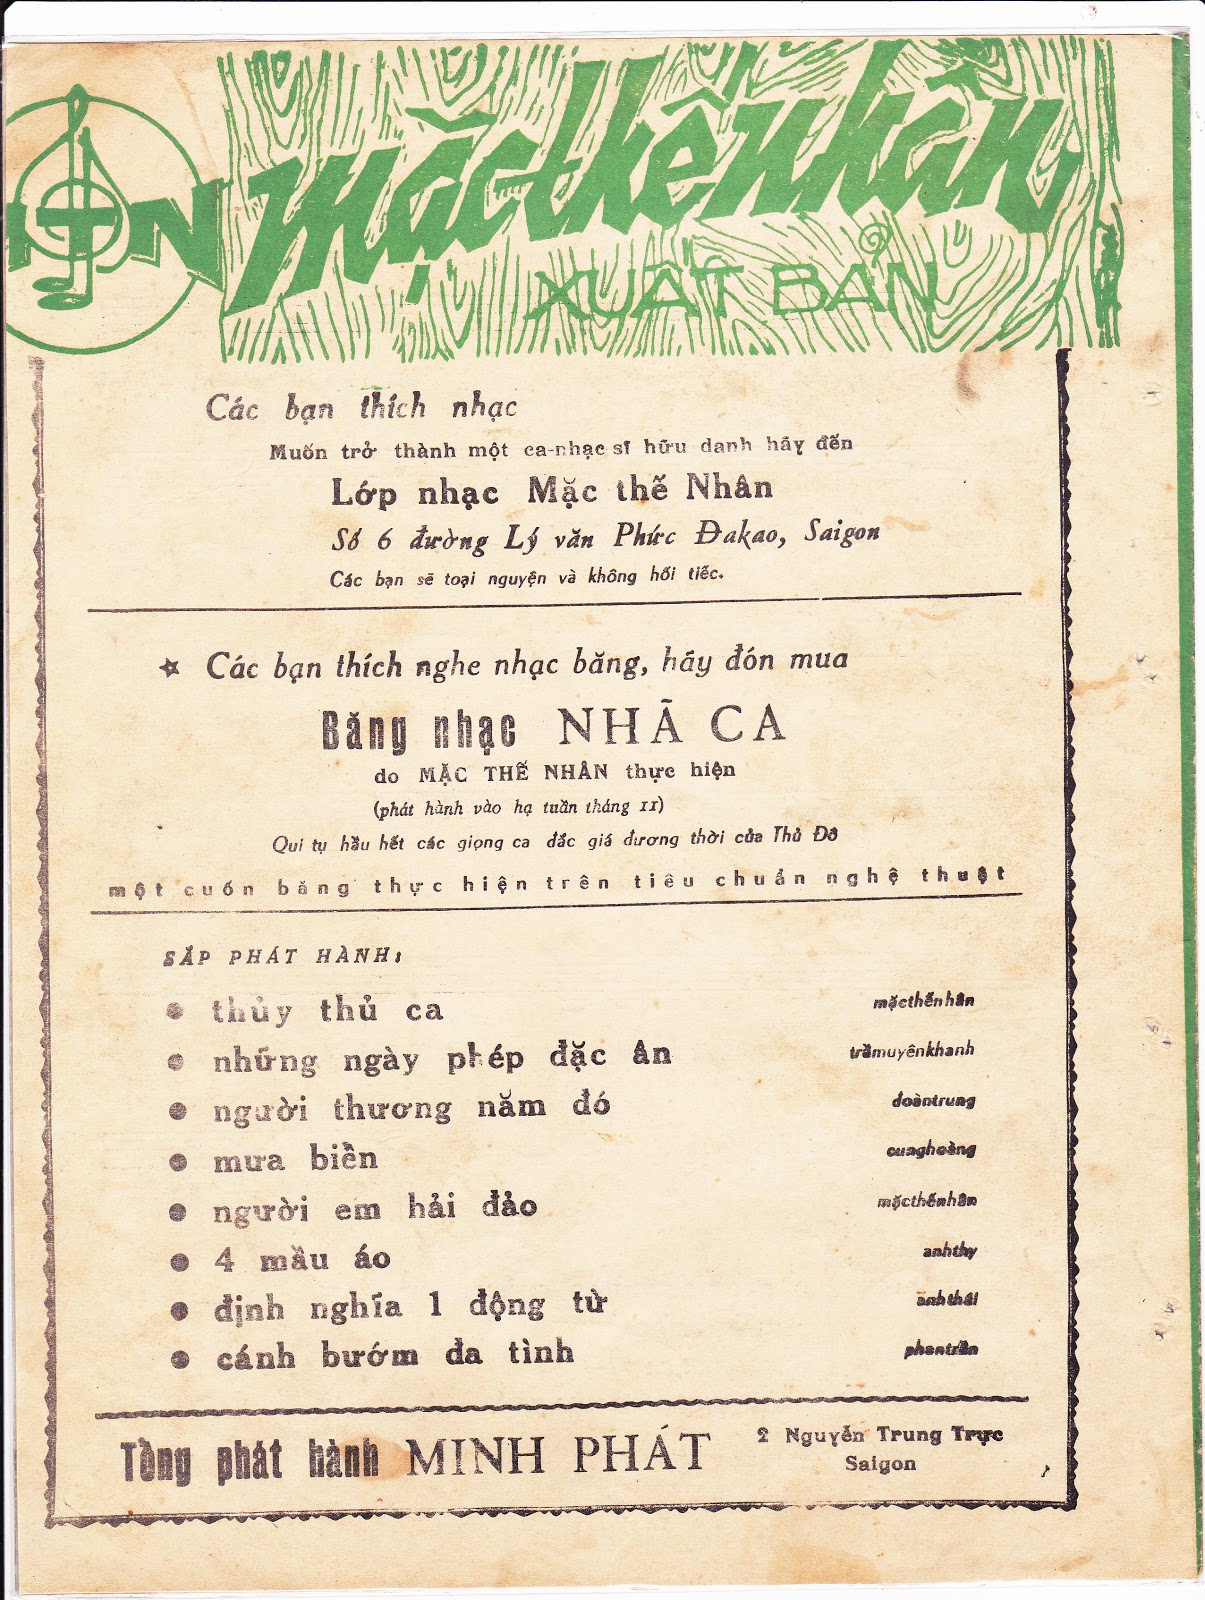 mặcthếnhân
XUẤT BẢN
Các bạn thích nhạc
Muốn trở thành một ca-nhạc sĩ hữu danh hãy đến
Lớp nhạc Mặc thế Nhân
Số 6 đường Lý văn Phức Đakao, Saigon
Các bạn sẽ toại nguyện và không hối tiếc.
Các bạn thích nghe nhạc băng, hãy đón mua
Băng nhạc NHÃ CA
do MẶC THẾ NHÂN thực hiện
(phát hành vào hạ tuần tháng 11)
Qui tụ hầu hết các giọng ca đắc giá đương thời của Thủ Đô
một cuốn băng thực hiện trên tiêu chuẩn nghệ thuật
SẮP PHÁT HÀNH:
thủy thủ ca mặcthếnhân
những ngày phép đặc ân trầmuyênkhanh
người thương năm đó đoàntrung
mưa biển cunghoàng
người em hải đảo mặcthếnhân
4 mầu áo anhthy
định nghĩa 1 động từ anhthái
cánh bướm đa tình phantrần
Tổng phát hành MINH PHÁT 2 Nguyễn Trung Trực
Saigon